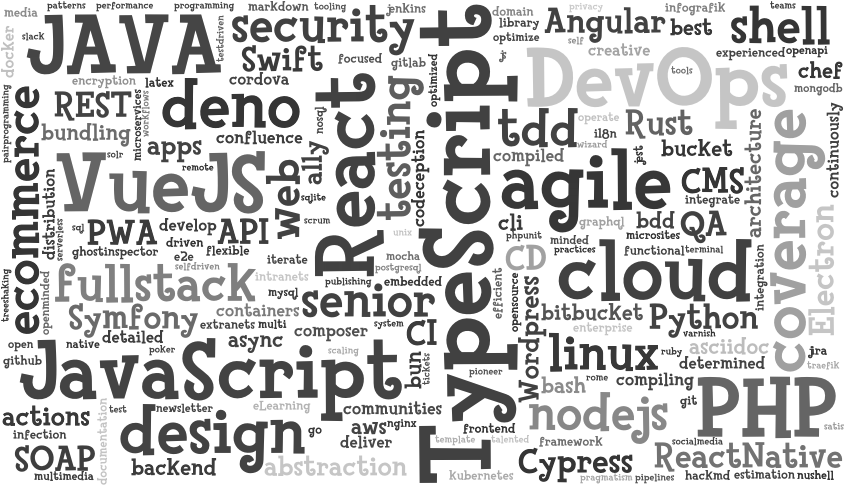 patterns
performance
programming
markdown
tooling
jenkins
domain
privacy
infografik
teams
media
JAVA
security
TypeScript
library
Angular
best
shell
slack
testdriven
optimize
self
creative
experienced
openapi
docker
Swift
focused
gitlab
optimized
jr
DevOps
tools
chef
encryption
latex
cordova
mongodb
pairprogramming
ecommerce
REST
microservices
workflows
deno
nosql
React
testing
operate
il8n
Rust
continuously
bundling
confluence
a11y
codeception
tdd
wizard
jest
bucket
architecture
coverage
solr
apps
compiled
remote
VueJS
web
sqlite
agile
CMS
integrate
distribution
scrum
cli
graphql
bdd
QA
Electron
sql
PWA
develop
API
unix
phpunit
microsites
serverless
driven
flexible
minded
ghostinspector
e2e
iterate
mocha
CD
practices
functional
terminal
integration
treehaking
openminded
selfdriven
postgresql
cloud
fullstack
intranets
publishing
embedded
efficient
opensource
Wordpress
containers
mysql
senior
bitbucket
Python
Symfony
extranets
multi
composer
system
CI
enterprise
varnish
open
native
detailed
async
linux
ruby
asciidoc
jra
github
poker
scaling
bun
tickets
determined
traefik
JavaScript
pioneer
rome
compiling
bash
git
PHP
actions
documentation
test
newsletter
eLearning
communities
nodejs
satis
infection
design
go
aws
nginx
frontend
deliver
template
talented
framework
socialmedia
SOAP
backend
abstraction
Cypress
ReactNative
multimedia
Kubernetes
pragmatism
pipelines
hackmd
estimation
nushell